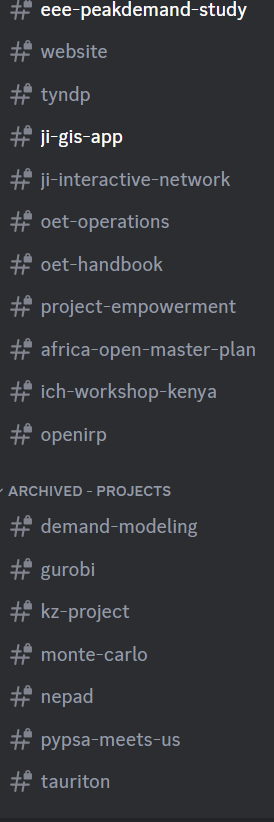 eee-peakdemand-study
website
tyndp
ji-gis-app
ji-interactive-network
oet-operations
oet-handbook
project-empowerment
africa-open-master-plan
ich-workshop-kenya
openirp
ARCHIVED - PROJECTS
demand-modeling
gurobi
kz-project
monte-carlo
nepad
pypsa-meets-us
tauriton